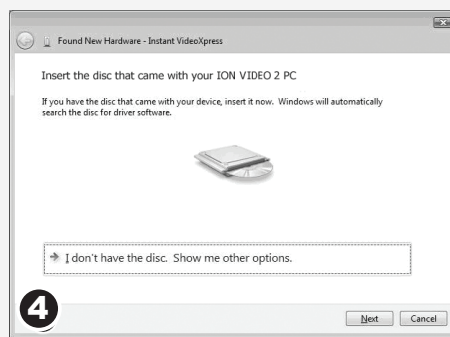 Found New Hardware - Instant VideoXpress
Insert the disc that came with your ION VIDEO 2 PC
If you have the disc that came with your device, insert it now. Windows will automatically
search the disc for driver software.
I don't have the disc. Show me other options.
4
Next Cancel